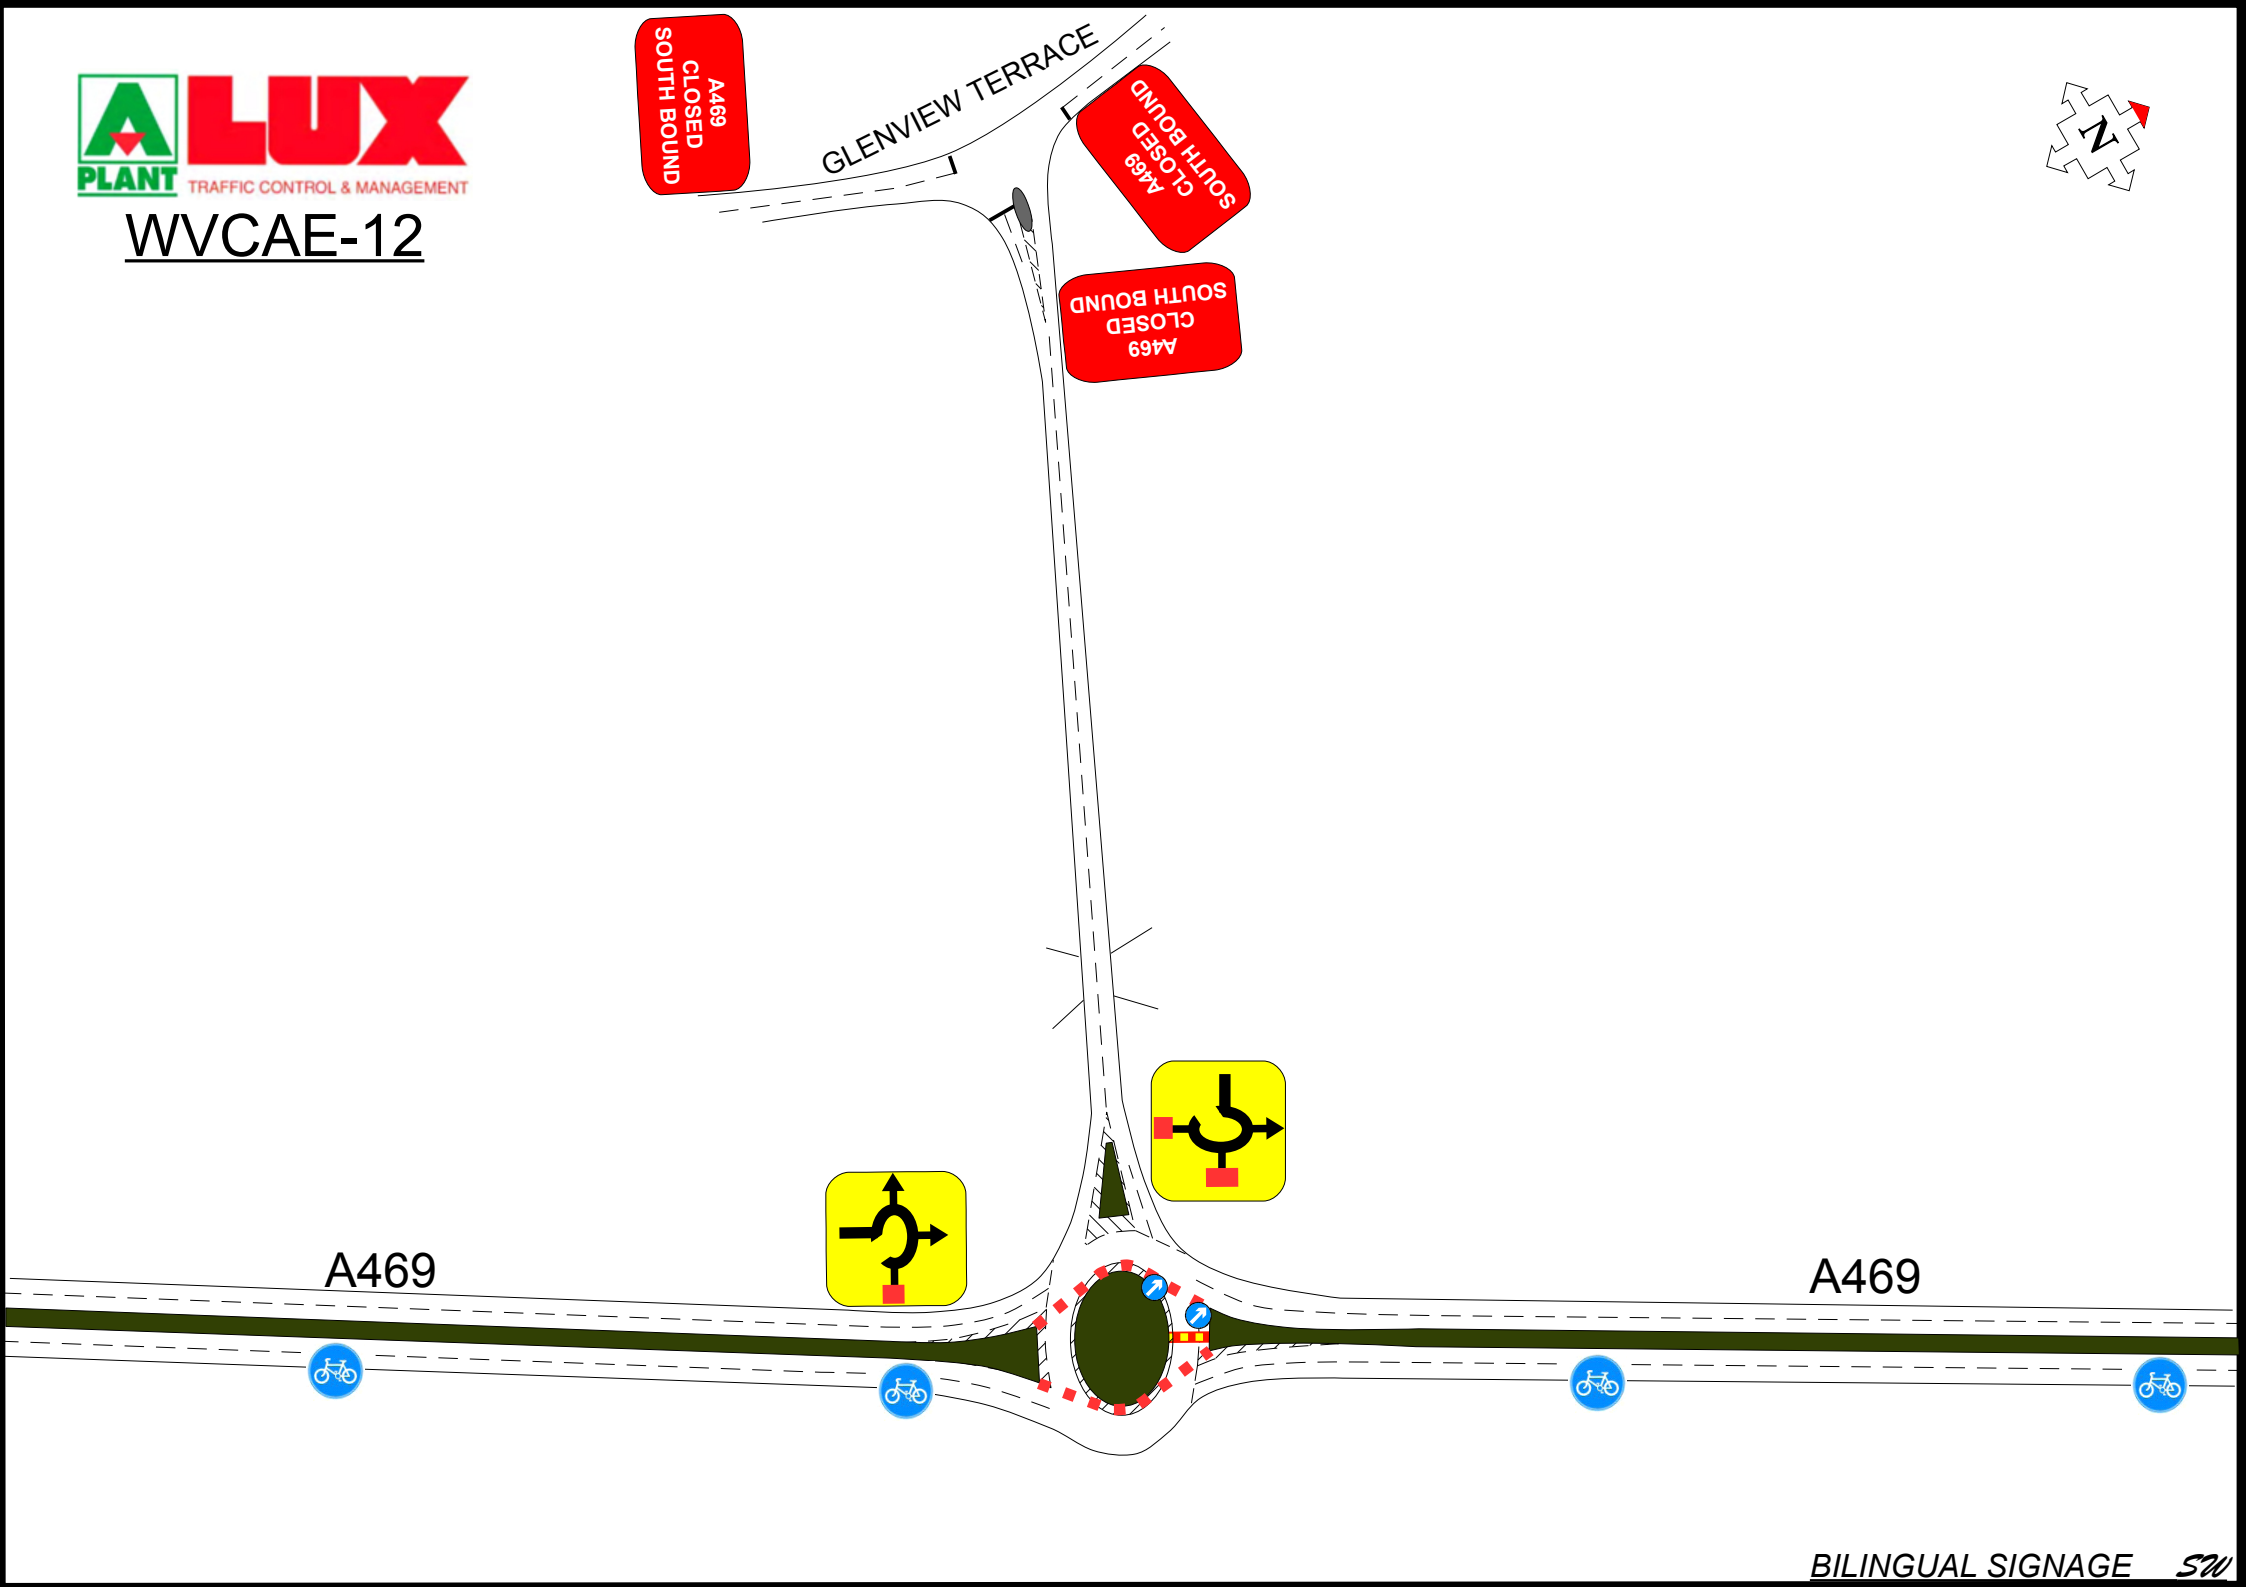 A
PLANT
LUX
TRAFFIC CONTROL & MANAGEMENT
WVCAE-12
A469
CLOSED
SOUTH BOUND
GLENVIEW TERRACE
A469
CLOSED
SOUTH BOUND
A469
CLOSED
SOUTH BOUND
N
A469
A469
BILINGUAL SIGNAGE SW